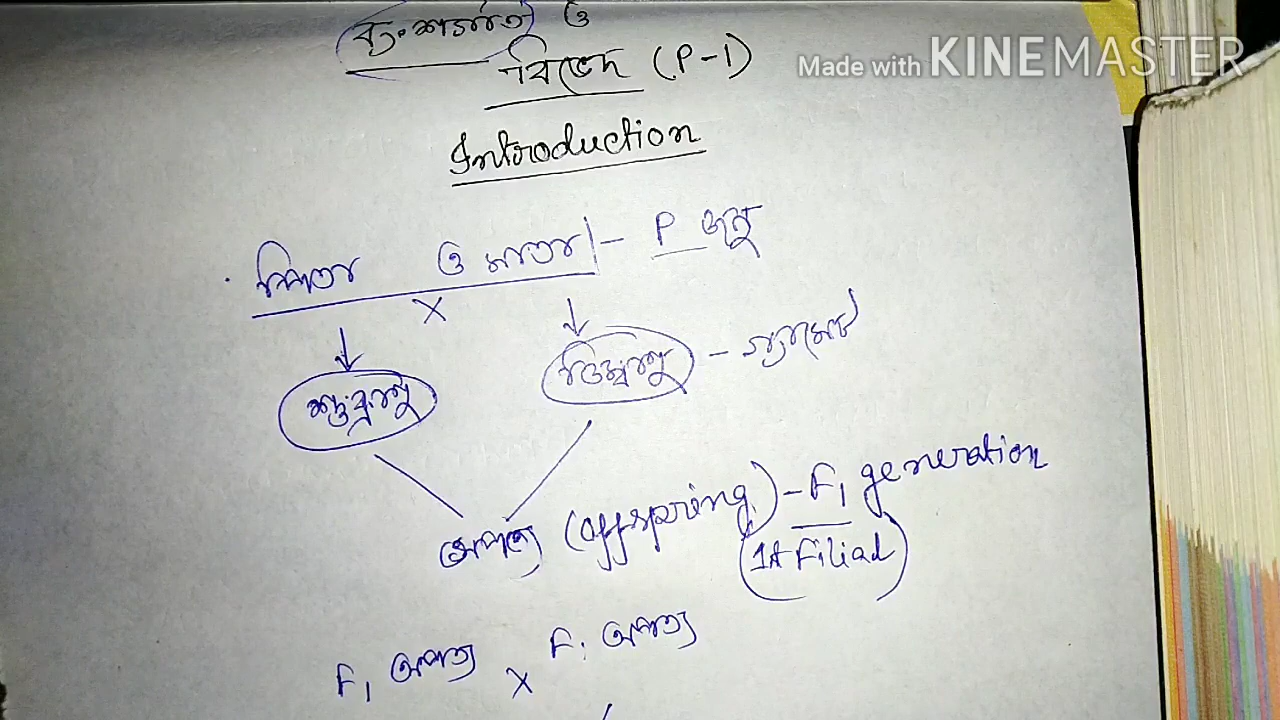 বংশগতি ও
বিভেদ (P-1)
Made with KINEMASTER
Introduction
পিতা ও মাতা - P জনু
×
শুক্রাণু ডিম্বাণু - গ্যামেট
অপত্য (offspring) - F1 generation
(1st Filial)
F1 অপত্য × F1 অপত্য